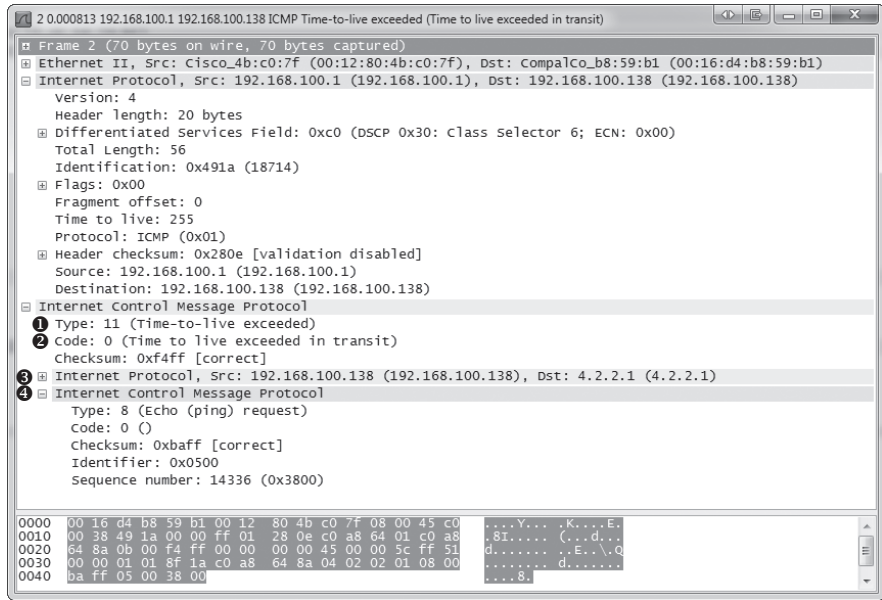 2 0.000813 192.168.100.1 192.168.100.138 ICMP Time-to-live exceeded (Time to live exceeded in transit)
Frame 2 (70 bytes on wire, 70 bytes captured)
Ethernet II, Src: Cisco_4b:c0:7f (00:12:80:4b:c0:7f), Dst: CompalCo_b8:59:b1 (00:16:d4:b8:59:b1)
Internet Protocol, Src: 192.168.100.1 (192.168.100.1), Dst: 192.168.100.138 (192.168.100.138)
Version: 4
Header length: 20 bytes
Differentiated Services Field: 0xc0 (DSCP 0x30: Class Selector 6; ECN: 0x00)
Total Length: 56
Identification: 0x491a (18714)
Flags: 0x00
Fragment offset: 0
Time to live: 255
Protocol: ICMP (0x01)
Header checksum: 0x280e [validation disabled]
Source: 192.168.100.1 (192.168.100.1)
Destination: 192.168.100.138 (192.168.100.138)
Internet Control Message Protocol
❶ Type: 11 (Time-to-live exceeded)
❷ Code: 0 (Time to live exceeded in transit)
Checksum: 0xf4ff [correct]
❸ Internet Protocol, Src: 192.168.100.138 (192.168.100.138), Dst: 4.2.2.1 (4.2.2.1)
❹ Internet Control Message Protocol
Type: 8 (Echo (ping) request)
Code: 0 ()
Checksum: 0xbaff [correct]
Identifier: 0x0500
Sequence number: 14336 (0x3800)
0000 00 16 d4 b8 59 b1 00 12 80 4b c0 7f 08 00 45 c0 ....Y... .K....E.
0010 00 38 49 1a 00 00 ff 01 28 0e c0 a8 64 01 c0 a8 .8I..... (...d...
0020 64 8a 0b 00 f4 ff 00 00 00 00 45 00 00 5c ff 51 d....... ..E..\.Q
0030 00 00 01 01 8f 1a c0 a8 64 8a 04 02 02 01 08 00 ........ d.......
0040 ba ff 05 00 38 00 ....8.